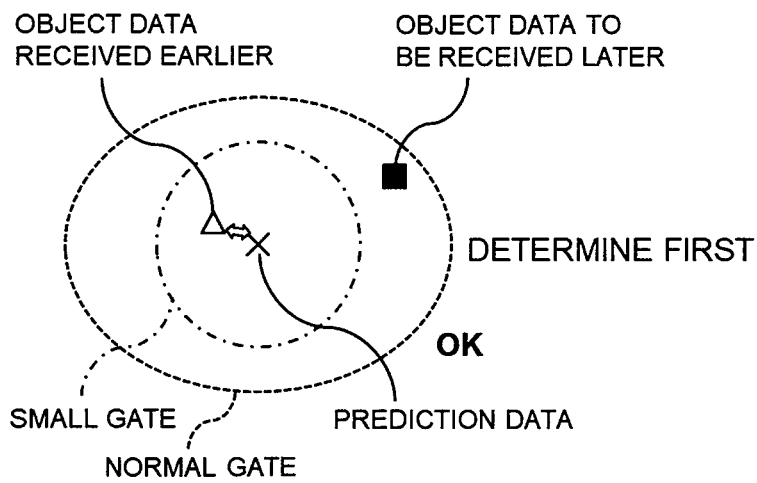 OBJECT DATA
RECEIVED EARLIER
OBJECT DATA TO
BE RECEIVED LATER
DETERMINE FIRST
OK
SMALL GATE
PREDICTION DATA
NORMAL GATE